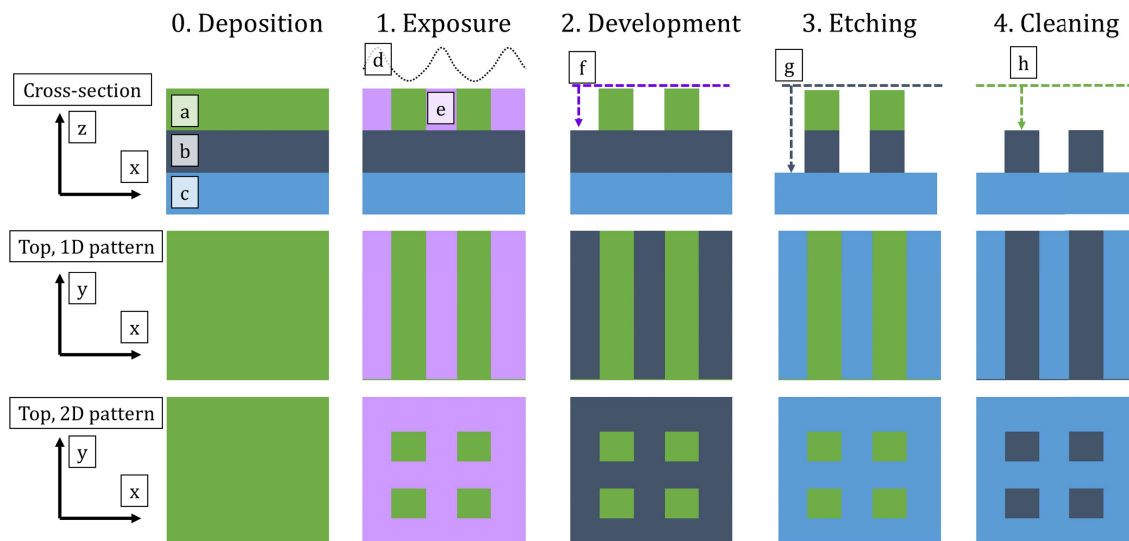 0. Deposition
1. Exposure
2. Development
3. Etching
4. Cleaning
Cross-section
z
x
a
b
c
d
e
f
g
h
Top, 1D pattern
y
x
Top, 2D pattern
y
x